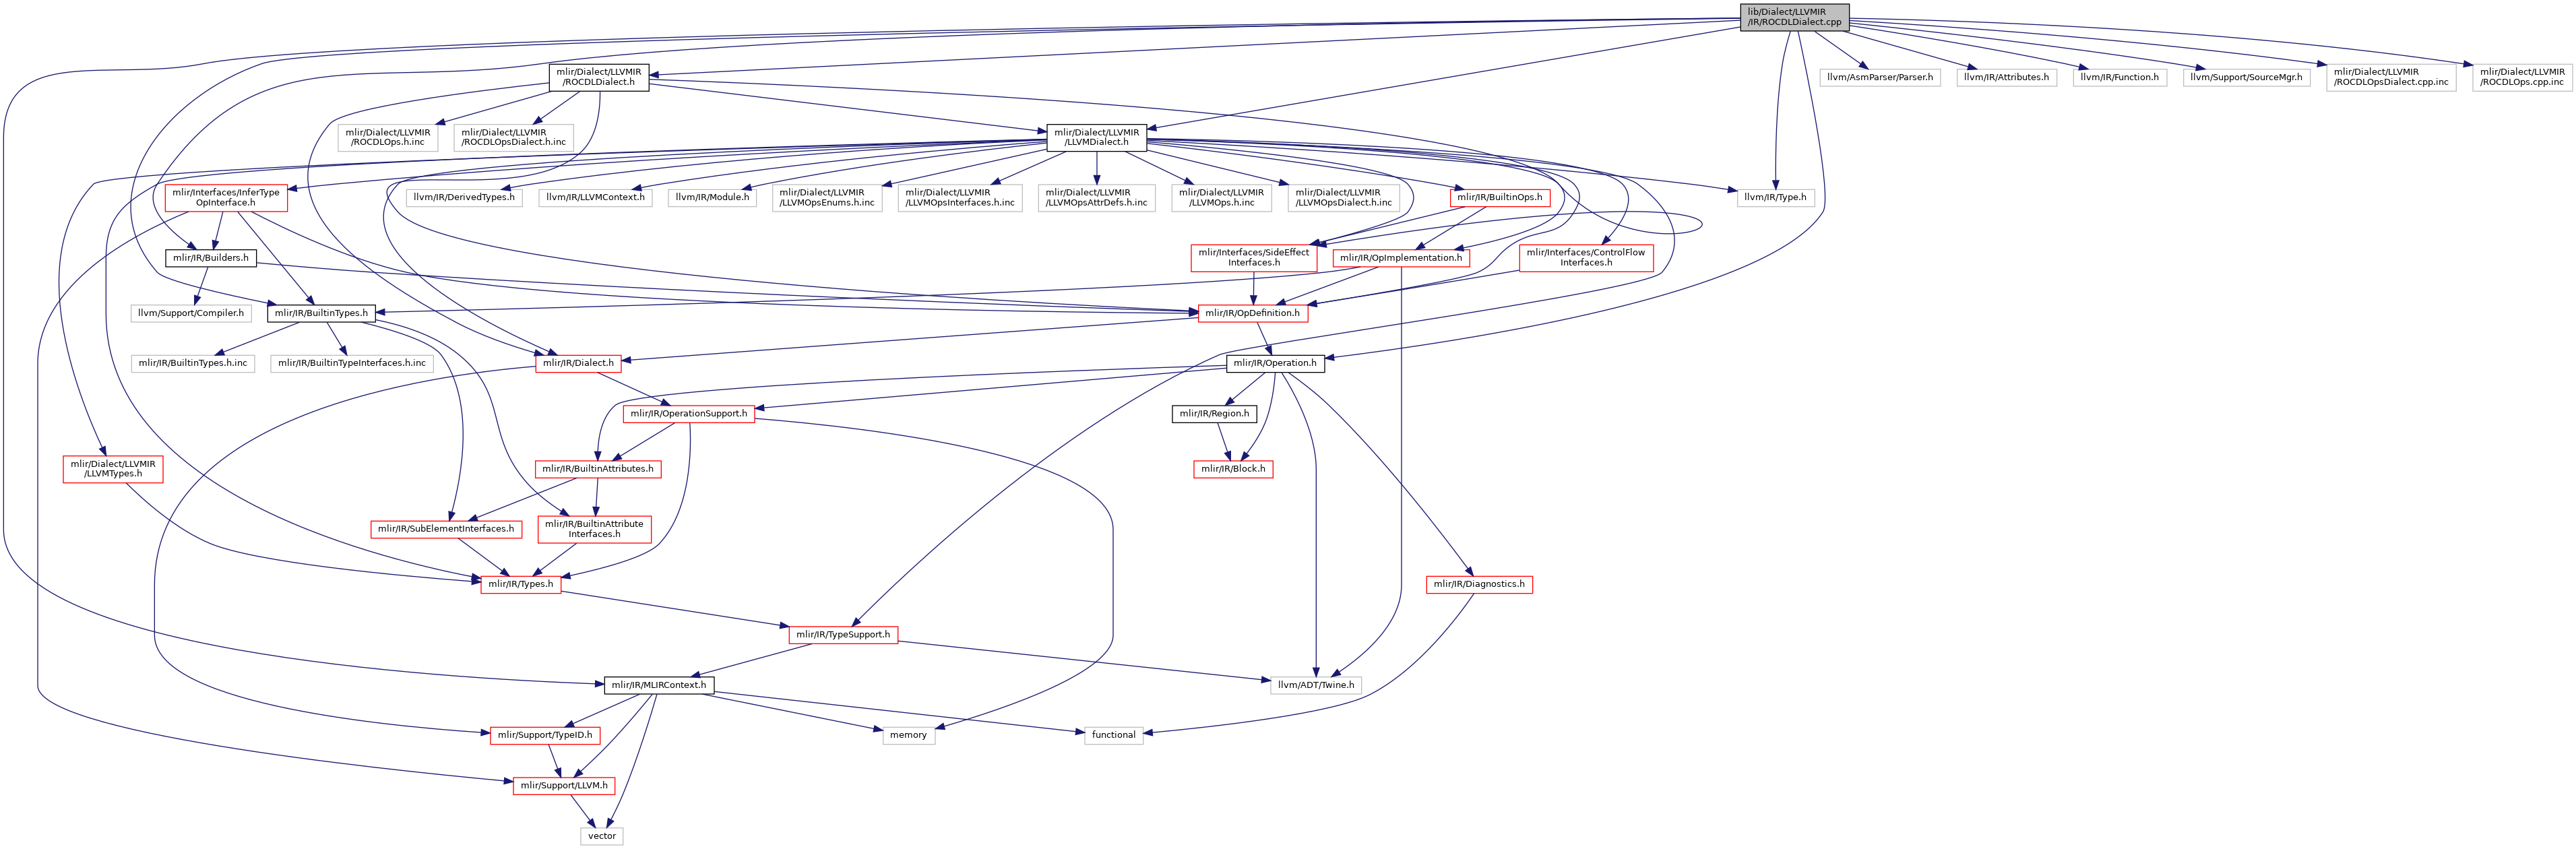 lib/Dialect/LLVMIR
/IR/ROCDLDialect.cpp
mlir/Dialect/LLVMIR
/ROCDLDialect.h
llvm/AsmParser/Parser.h
llvm/IR/Attributes.h
llvm/IR/Function.h
llvm/Support/SourceMgr.h
mlir/Dialect/LLVMIR
/ROCDLOpsDialect.cpp.inc
mlir/Dialect/LLVMIR
/ROCDLOps.cpp.inc
mlir/Dialect/LLVMIR
/ROCDLOps.h.inc
mlir/Dialect/LLVMIR
/ROCDLOpsDialect.h.inc
mlir/Dialect/LLVMIR
/LLVMDialect.h
mlir/Interfaces/InferType
OpInterface.h
llvm/IR/DerivedTypes.h
llvm/IR/LLVMContext.h
llvm/IR/Module.h
mlir/Dialect/LLVMIR
/LLVMOpsEnums.h.inc
mlir/Dialect/LLVMIR
/LLVMOpsInterfaces.h.inc
mlir/Dialect/LLVMIR
/LLVMOpsAttrDefs.h.inc
mlir/Dialect/LLVMIR
/LLVMOps.h.inc
mlir/Dialect/LLVMIR
/LLVMOpsDialect.h.inc
mlir/IR/BuiltinOps.h
llvm/IR/Type.h
mlir/IR/Builders.h
mlir/Interfaces/SideEffect
Interfaces.h
mlir/IR/OpImplementation.h
mlir/Interfaces/ControlFlow
Interfaces.h
llvm/Support/Compiler.h
mlir/IR/BuiltinTypes.h
mlir/IR/OpDefinition.h
mlir/IR/BuiltinTypes.h.inc
mlir/IR/BuiltinTypeInterfaces.h.inc
mlir/IR/Dialect.h
mlir/IR/Operation.h
mlir/IR/OperationSupport.h
mlir/IR/Region.h
mlir/Dialect/LLVMIR
/LLVMTypes.h
mlir/IR/BuiltinAttributes.h
mlir/IR/Block.h
mlir/IR/SubElementInterfaces.h
mlir/IR/BuiltinAttribute
Interfaces.h
mlir/IR/Types.h
mlir/IR/Diagnostics.h
mlir/IR/TypeSupport.h
mlir/IR/MLIRContext.h
llvm/ADT/Twine.h
mlir/Support/TypeID.h
memory
functional
mlir/Support/LLVM.h
vector